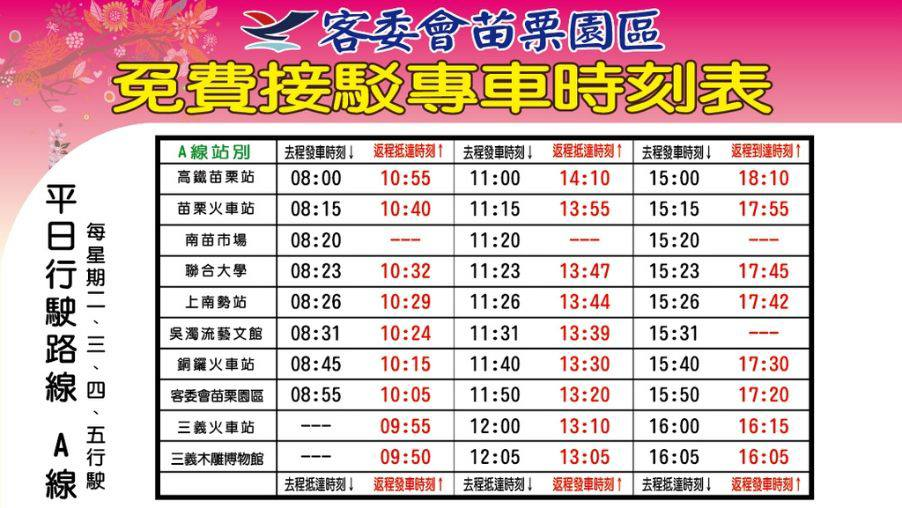 客委會苗栗園區
免費接駁專車時刻表
平日行駛路線 A線
每星期二、三、四、五行駛
A線站別 去程發車時刻↓ 返程抵達時刻↑ 去程發車時刻↓ 返程抵達時刻↑ 去程發車時刻↓ 返程到達時刻↑
高鐵苗栗站 08:00 10:55 11:00 14:10 15:00 18:10
苗栗火車站 08:15 10:40 11:15 13:55 15:15 17:55
南苗市場 08:20 --- 11:20 --- 15:20 ---
聯合大學 08:23 10:32 11:23 13:47 15:23 17:45
上南勢站 08:26 10:29 11:26 13:44 15:26 17:42
吳濁流藝文館 08:31 10:24 11:31 13:39 15:31 ---
銅鑼火車站 08:45 10:15 11:40 13:30 15:40 17:30
客委會苗栗園區 08:55 10:05 11:50 13:20 15:50 17:20
三義火車站 --- 09:55 12:00 13:10 16:00 16:15
三義木雕博物館 --- 09:50 12:05 13:05 16:05 16:05
去程抵達時刻↓ 返程發車時刻↑ 去程抵達時刻↓ 返程發車時刻↑ 去程抵達時刻↓ 返程發車時刻↑